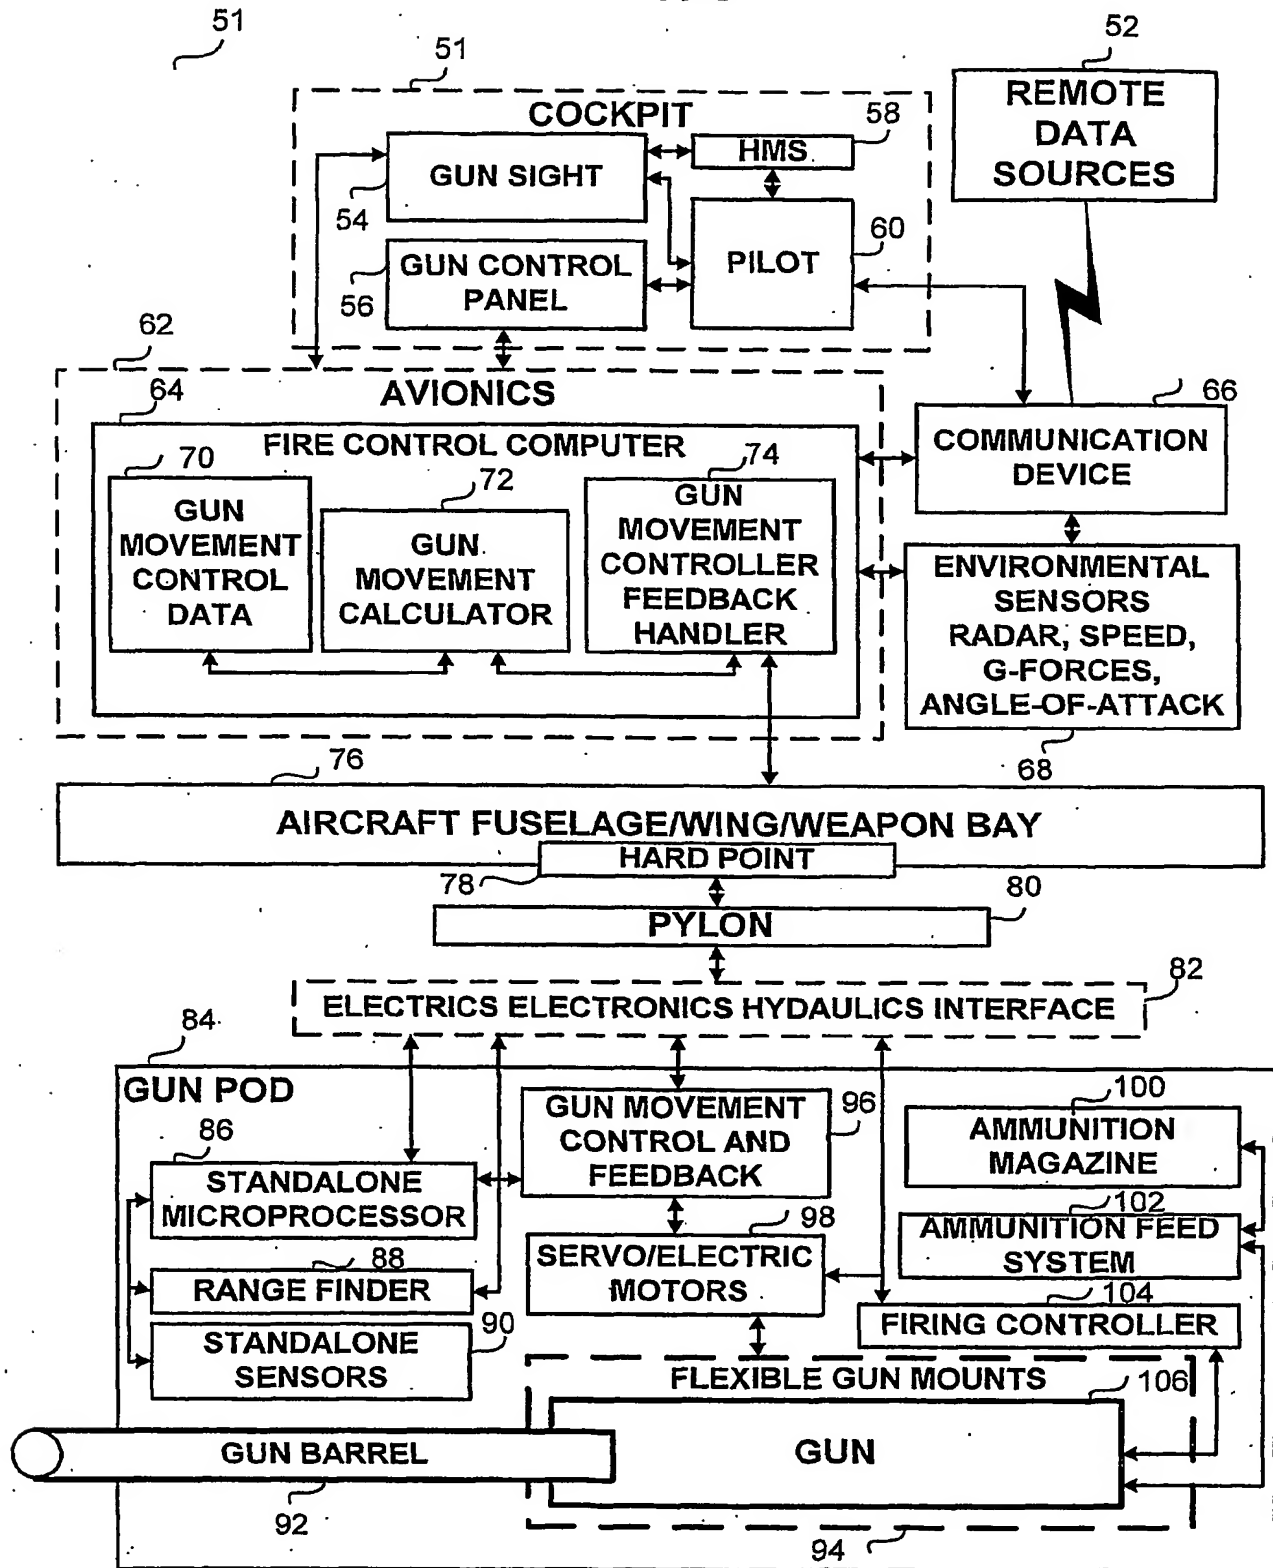 51
51
52
COCKPIT
58
REMOTE
DATA
SOURCES
HMS
GUN SIGHT
54
60
PILOT
GUN CONTROL
PANEL
56
62
AVIONICS
66
64
FIRE CONTROL COMPUTER
COMMUNICATION
DEVICE
70
72
74
GUN
MOVEMENT
CONTROL
DATA
GUN
MOVEMENT
CALCULATOR
GUN
MOVEMENT
CONTROLLER
FEEDBACK
HANDLER
ENVIRONMENTAL
SENSORS
RADAR, SPEED,
G-FORCES,
ANGLE-OF-ATTACK
76
68
AIRCRAFT FUSELAGE/WING/WEAPON BAY
HARD POINT
78
80
PYLON
82
ELECTRICS ELECTRONICS HYDAULICS INTERFACE
84
GUN POD
GUN MOVEMENT
CONTROL AND
FEEDBACK
96
100
AMMUNITION
MAGAZINE
86
STANDALONE
MICROPROCESSOR
98
102
AMMUNITION FEED
SYSTEM
SERVO/ELECTRIC
MOTORS
88
RANGE FINDER
104
FIRING CONTROLLER
90
STANDALONE
SENSORS
FLEXIBLE GUN MOUNTS
106
GUN BARREL
GUN
92
94